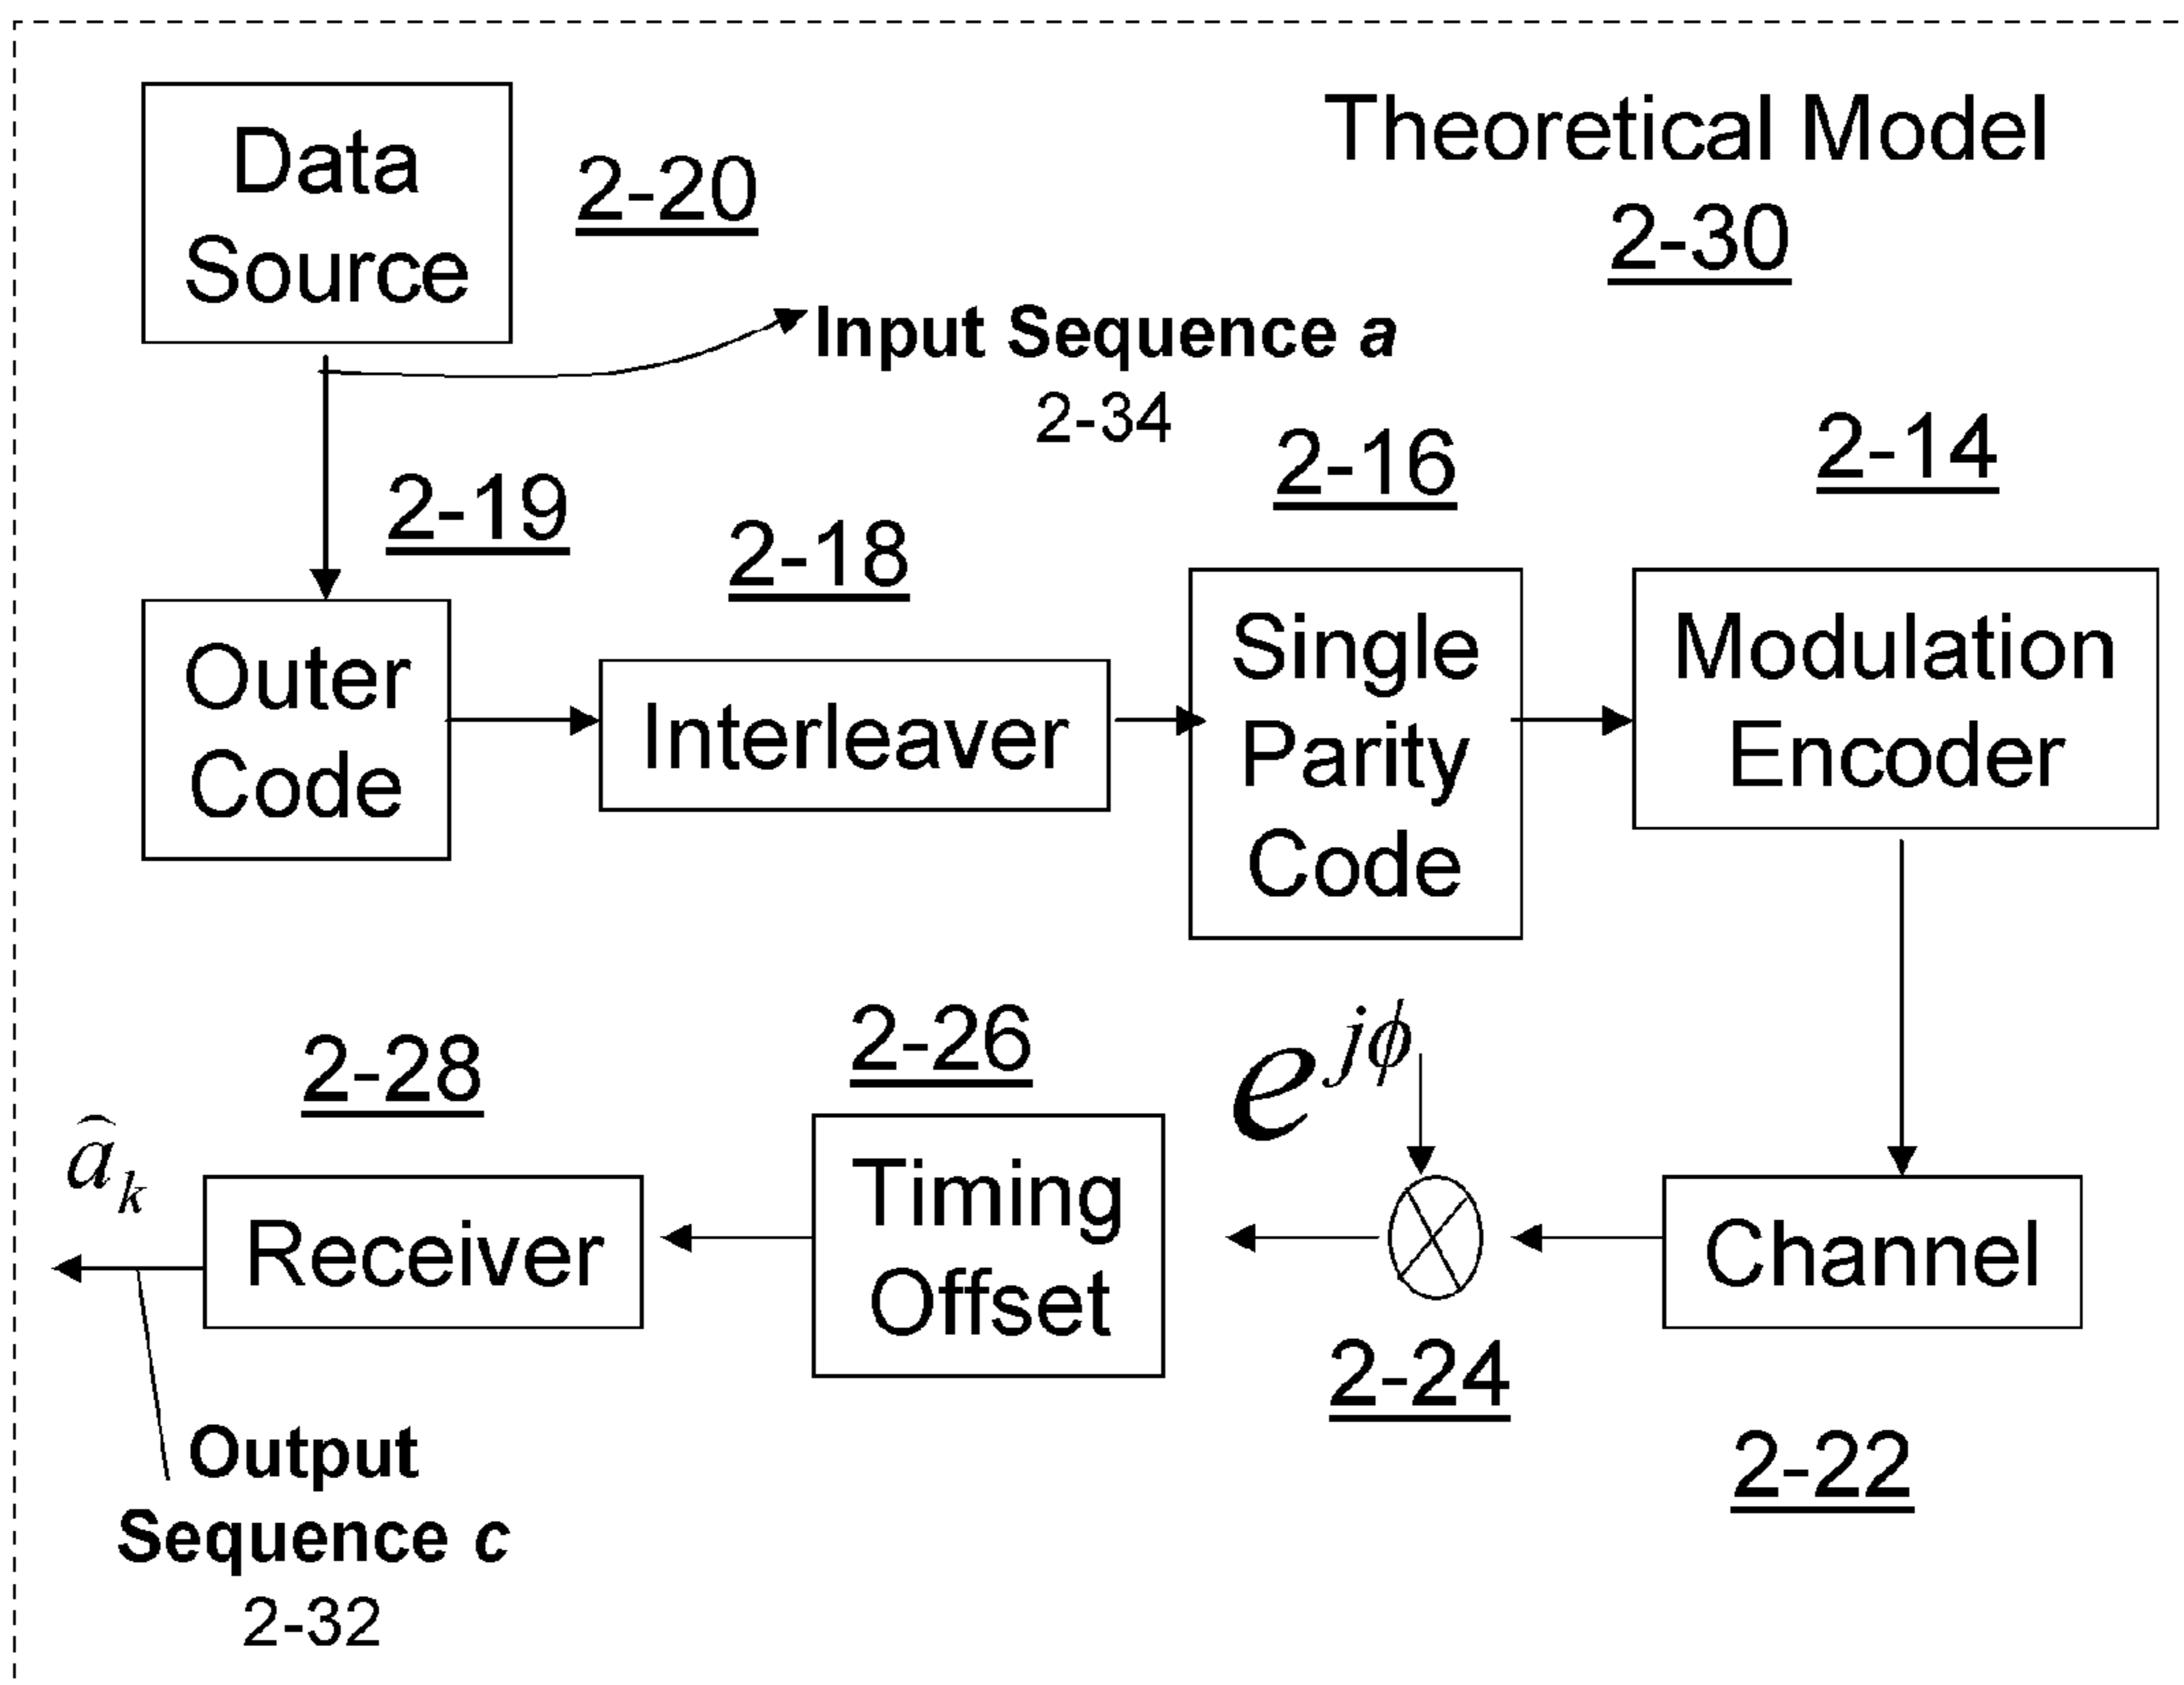 Theoretical Model
2-30
Data
Source
2-20
Input Sequence a
2-34
2-19
2-18
2-16
2-14
Outer
Code
Interleaver
Single
Parity
Code
Modulation
Encoder
2-28
2-26
e^{jϕ}
â_k
Receiver
Timing
Offset
Channel
2-24
2-22
Output
Sequence c
2-32